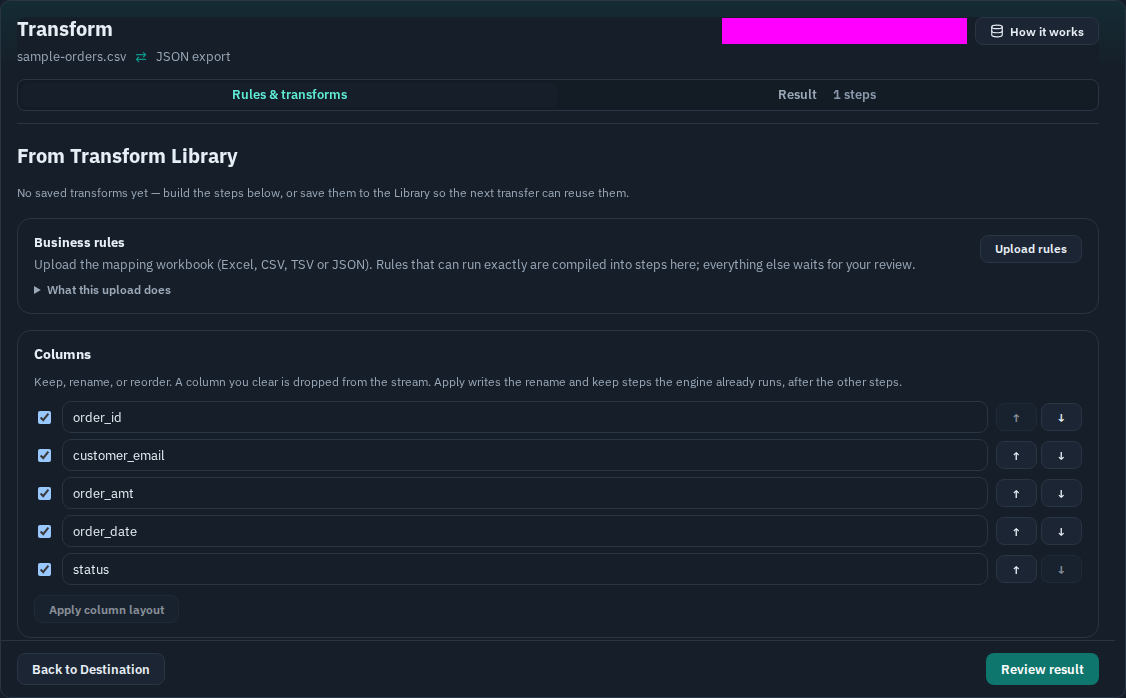 Transform
How it works
sample-orders.csv ⇄ JSON export
Rules & transforms
Result 1 steps
From Transform Library
No saved transforms yet — build the steps below, or save them to the Library so the next transfer can reuse them.
Business rules
Upload rules
Upload the mapping workbook (Excel, CSV, TSV or JSON). Rules that can run exactly are compiled into steps here; everything else waits for your review.
▶ What this upload does
Columns
Keep, rename, or reorder. A column you clear is dropped from the stream. Apply writes the rename and keep steps the engine already runs, after the other steps.
order_id ↑ ↓
customer_email ↑ ↓
order_amt ↑ ↓
order_date ↑ ↓
status ↑ ↓
Apply column layout
Back to Destination
Review result